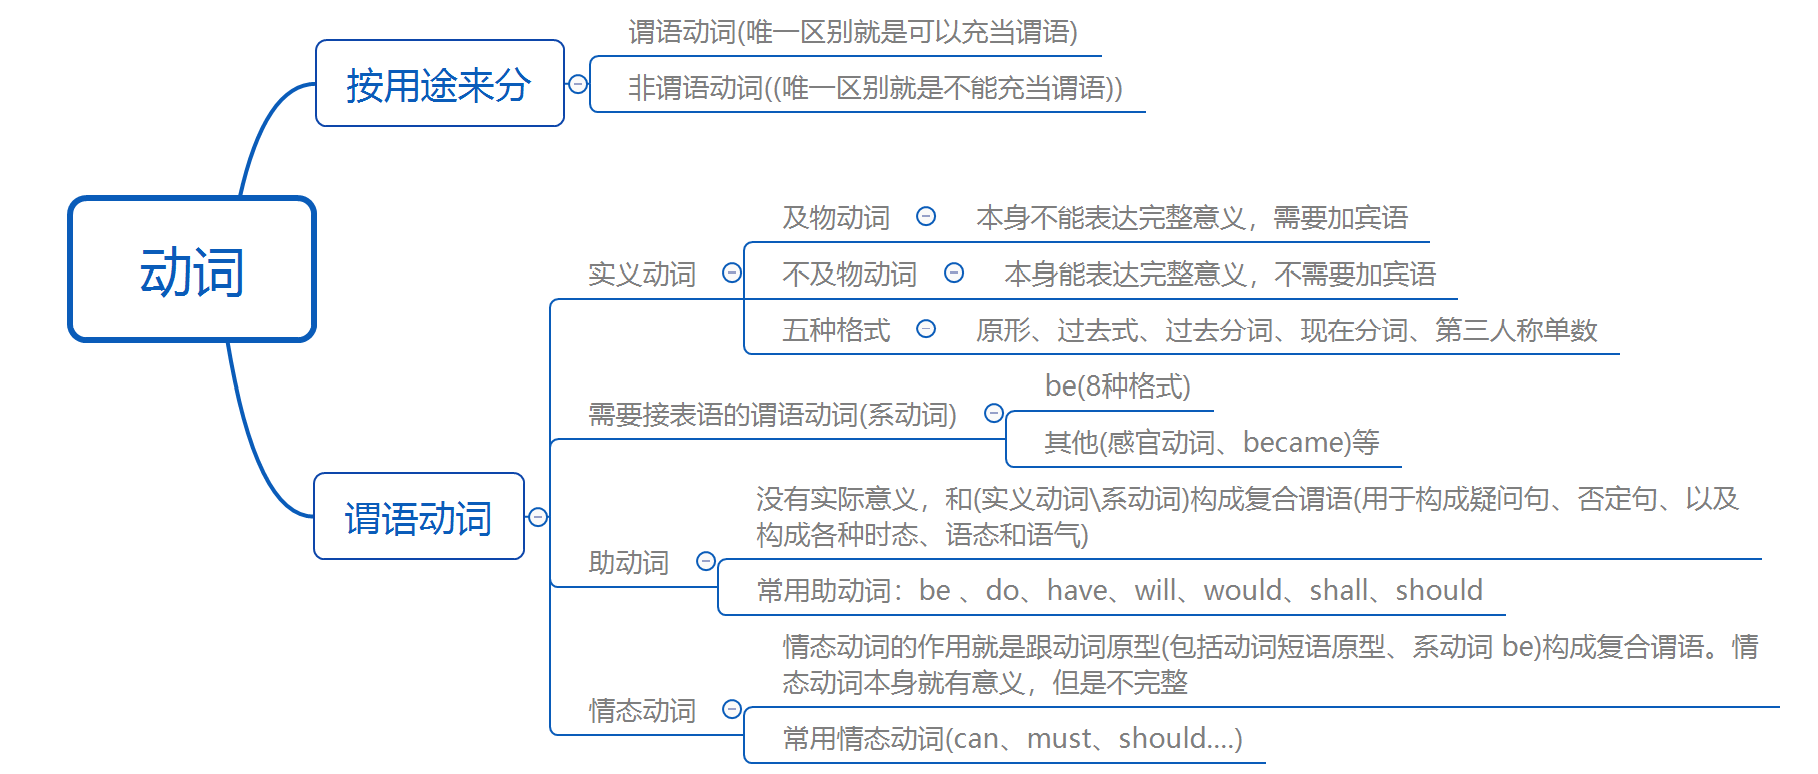 动词
按用途来分
谓语动词(唯一区别就是可以充当谓语)
非谓语动词((唯一区别就是不能充当谓语))
谓语动词
实义动词
及物动词
本身不能表达完整意义，需要加宾语
不及物动词
本身能表达完整意义，不需要加宾语
五种格式
原形、过去式、过去分词、现在分词、第三人称单数
需要接表语的谓语动词(系动词)
be(8种格式)
其他(感官动词、became)等
助动词
没有实际意义，和(实义动词\系动词)构成复合谓语(用于构成疑问句、否定句、以及
构成各种时态、语态和语气)
常用助动词：be 、do、have、will、would、shall、should
情态动词
情态动词的作用就是跟动词原型(包括动词短语原型、系动词 be)构成复合谓语。情
态动词本身就有意义，但是不完整
常用情态动词(can、must、should....)